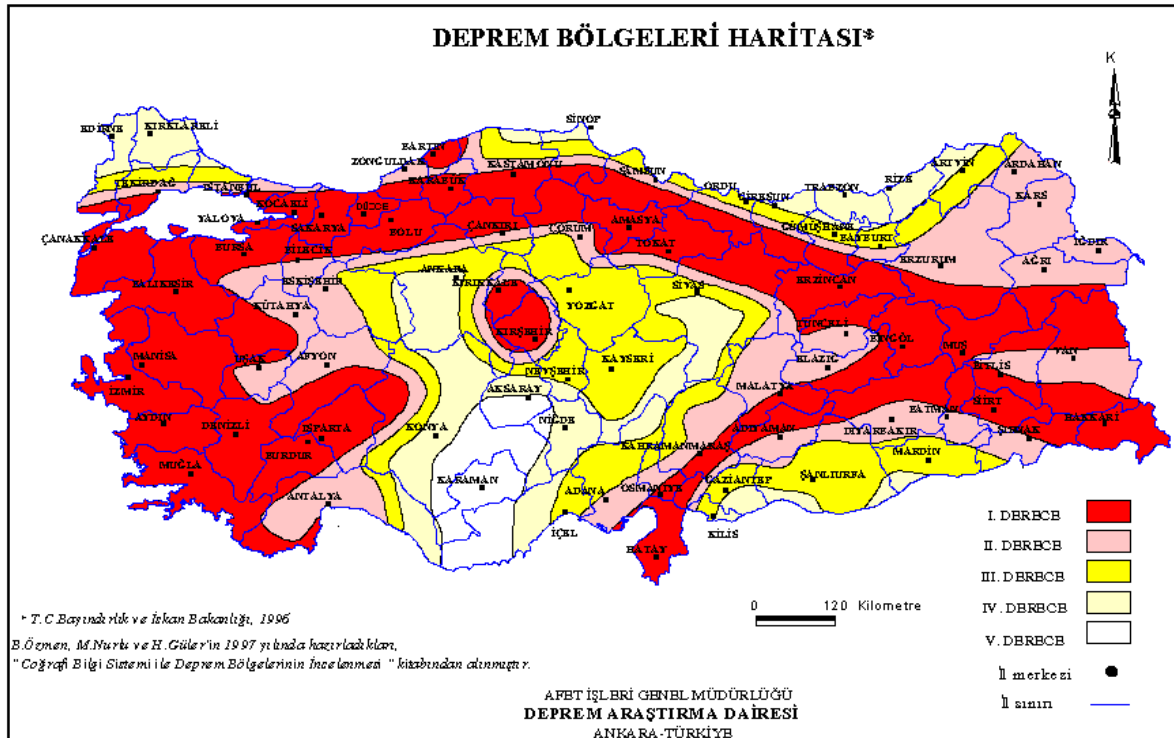 DEPREM BÖLGELERİ HARİTASI*
K
SİNOP
EDİRNE
KIRKLARELİ
BARTIN
ZONGULDAK
KASTAMONU
ARTVİN
ARDAHAN
TEKİRDAĞ
İSTANBUL
KARABÜK
SAMSUN
ORDU
GİRESUN
TRABZON
RİZE
KARS
KOCAELİ
DÜZCE
YALOVA
SAKARYA
BOLU
ÇANKIRI
ÇORUM
AMASYA
TOKAT
GÜMÜŞHANE
BAYBURT
ÇANAKKALE
BURSA
BİLECİK
ERZURUM
IĞDIR
AĞRI
BALIKESİR
ESKİŞEHİR
ANKARA
KIRIKKALE
YOZGAT
SİVAS
ERZİNCAN
KÜTAHYA
KIRŞEHİR
TUNCELİ
BİNGÖL
MUŞ
MANİSA
UŞAK
AFYON
NEVŞEHİR
KAYSERİ
ELAZIĞ
BİTLİS
VAN
İZMİR
AKSARAY
MALATYA
SİİRT
AYDIN
DENİZLİ
ISPARTA
BURDUR
KONYA
NİĞDE
KAHRAMANMARAŞ
ADIYAMAN
DİYARBAKIR
BATMAN
ŞIRNAK
HAKKARİ
MUĞLA
KARAMAN
MARDİN
ANTALYA
ADANA
OSMANİYE
GAZİANTEP
ŞANLIURFA
İÇEL
KİLİS
HATAY
I. DERECE
II. DERECE
III. DERECE
IV. DERECE
V. DERECE
İl merkezi
İl sınırı
0 120 Kilometre
* T.C.Bayındırlık ve İskan Bakanlığı, 1996
B.Özmen, M.Nurlu ve H.Güler'in 1997 yılında hazırladıkları,
"Coğrafi Bilgi Sistemi ile Deprem Bölgelerinin İncelenmesi " kitabından alınmıştır.
AFET İŞLERİ GENEL MÜDÜRLÜĞÜ
DEPREM ARAŞTIRMA DAİRESİ
ANKARA-TÜRKİYE